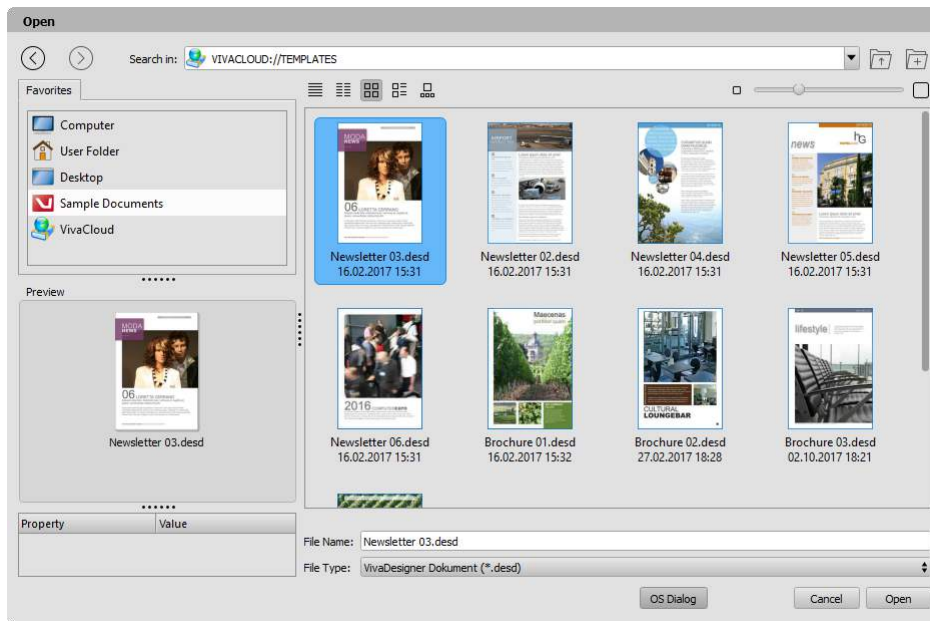 Open
Search in: VIVACLOUD://TEMPLATES
Favorites
Computer
User Folder
Desktop
Sample Documents
VivaCloud
Preview
MODA
NEWS
06
Newsletter 03.desd
Property Value
MODA
NEWS
06
Newsletter 03.desd
16.02.2017 15:31
Newsletter 02.desd
16.02.2017 15:31
Newsletter 04.desd
16.02.2017 15:31
news
hG
Newsletter 05.desd
16.02.2017 15:31
2016
Newsletter 06.desd
16.02.2017 15:31
Maecenas
Brochure 01.desd
16.02.2017 15:32
CULTURAL
LOUNGEBAR
Brochure 02.desd
27.02.2017 18:28
lifestyle
Brochure 03.desd
02.10.2017 18:21
File Name: Newsletter 03.desd
File Type: VivaDesigner Dokument (*.desd)
OS Dialog Cancel Open